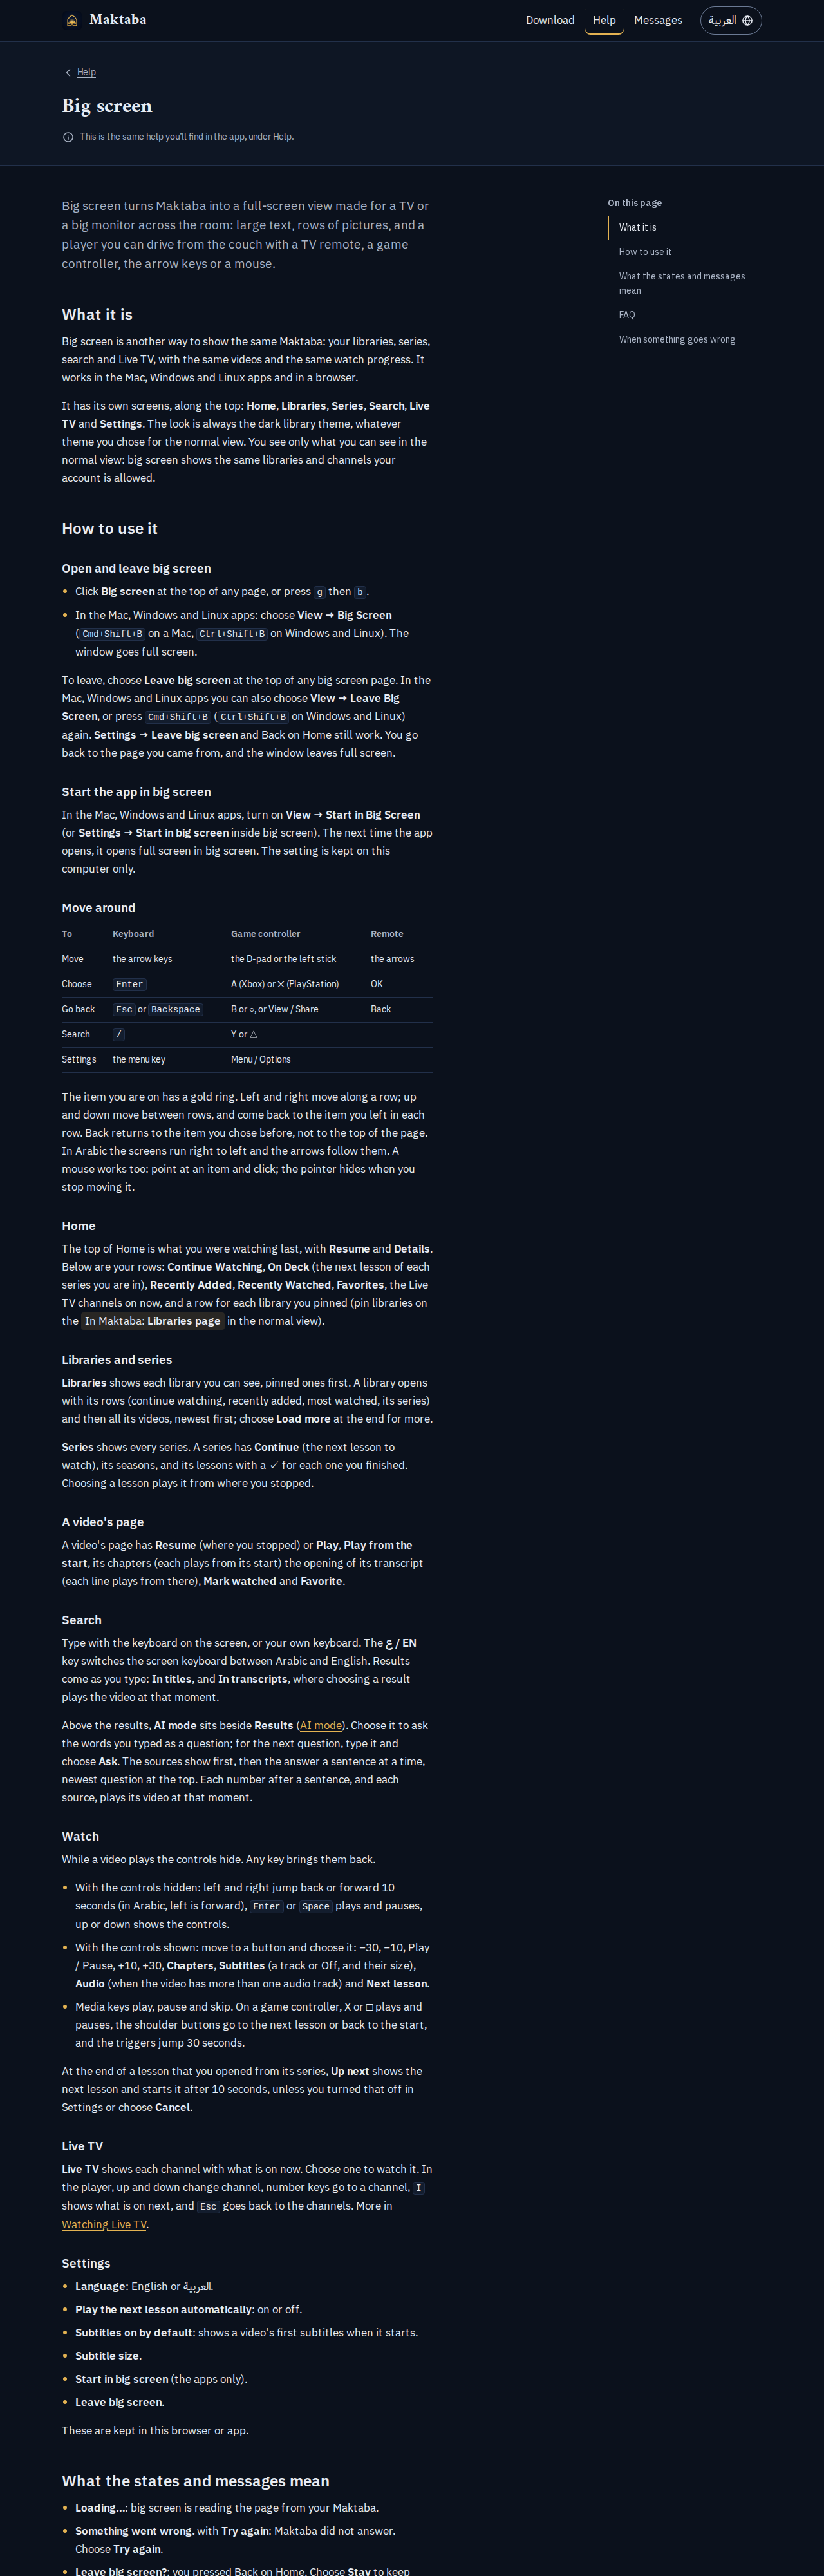 Maktaba
Download
Help
Messages
العربية
Help
Big screen
This is the same help you'll find in the app, under Help.
Big screen turns Maktaba into a full-screen view made for a TV or
a big monitor across the room: large text, rows of pictures, and a
player you can drive from the couch with a TV remote, a game
controller, the arrow keys or a mouse.
On this page
What it is
How to use it
What the states and messages
mean
FAQ
When something goes wrong
What it is
Big screen is another way to show the same Maktaba: your libraries, series,
search and Live TV, with the same videos and the same watch progress. It
works in the Mac, Windows and Linux apps and in a browser.
It has its own screens, along the top: Home, Libraries, Series, Search, Live
TV and Settings. The look is always the dark library theme, whatever
theme you chose for the normal view. You see only what you can see in the
normal view: big screen shows the same libraries and channels your
account is allowed.
How to use it
Open and leave big screen
Click Big screen at the top of any page, or press g then b.
In the Mac, Windows and Linux apps: choose View → Big Screen
(Cmd+Shift+B on a Mac, Ctrl+Shift+B on Windows and Linux). The
window goes full screen.
To leave, choose Leave big screen at the top of any big screen page. In the
Mac, Windows and Linux apps you can also choose View → Leave Big
Screen, or press Cmd+Shift+B (Ctrl+Shift+B on Windows and Linux)
again. Settings → Leave big screen and Back on Home still work. You go
back to the page you came from, and the window leaves full screen.
Start the app in big screen
In the Mac, Windows and Linux apps, turn on View → Start in Big Screen
(or Settings → Start in big screen inside big screen). The next time the app
opens, it opens full screen in big screen. The setting is kept on this
computer only.
Move around
To Keyboard Game controller Remote
Move the arrow keys the D-pad or the left stick the arrows
Choose Enter A (Xbox) or ✕ (PlayStation) OK
Go back Esc or Backspace B or ○, or View / Share Back
Search / Y or △
Settings the menu key Menu / Options
The item you are on has a gold ring. Left and right move along a row; up
and down move between rows, and come back to the item you left in each
row. Back returns to the item you chose before, not to the top of the page.
In Arabic the screens run right to left and the arrows follow them. A
mouse works too: point at an item and click; the pointer hides when you
stop moving it.
Home
The top of Home is what you were watching last, with Resume and Details.
Below are your rows: Continue Watching, On Deck (the next lesson of each
series you are in), Recently Added, Recently Watched, Favorites, the Live
TV channels on now, and a row for each library you pinned (pin libraries on
the In Maktaba: Libraries page in the normal view).
Libraries and series
Libraries shows each library you can see, pinned ones first. A library opens
with its rows (continue watching, recently added, most watched, its series)
and then all its videos, newest first; choose Load more at the end for more.
Series shows every series. A series has Continue (the next lesson to
watch), its seasons, and its lessons with a ✓ for each one you finished.
Choosing a lesson plays it from where you stopped.
A video's page
A video's page has Resume (where you stopped) or Play, Play from the
start, its chapters (each plays from its start) the opening of its transcript
(each line plays from there), Mark watched and Favorite.
Search
Type with the keyboard on the screen, or your own keyboard. The ع / EN
key switches the screen keyboard between Arabic and English. Results
come as you type: In titles, and In transcripts, where choosing a result
plays the video at that moment.
Above the results, AI mode sits beside Results (AI mode). Choose it to ask
the words you typed as a question; for the next question, type it and
choose Ask. The sources show first, then the answer a sentence at a time,
newest question at the top. Each number after a sentence, and each
source, plays its video at that moment.
Watch
While a video plays the controls hide. Any key brings them back.
With the controls hidden: left and right jump back or forward 10
seconds (in Arabic, left is forward), Enter or Space plays and pauses,
up or down shows the controls.
With the controls shown: move to a button and choose it: −30, −10, Play
/ Pause, +10, +30, Chapters, Subtitles (a track or Off, and their size),
Audio (when the video has more than one audio track) and Next lesson.
Media keys play, pause and skip. On a game controller, X or □ plays and
pauses, the shoulder buttons go to the next lesson or back to the start,
and the triggers jump 30 seconds.
At the end of a lesson that you opened from its series, Up next shows the
next lesson and starts it after 10 seconds, unless you turned that off in
Settings or choose Cancel.
Live TV
Live TV shows each channel with what is on now. Choose one to watch it. In
the player, up and down change channel, number keys go to a channel, I
shows what is on next, and Esc goes back to the channels. More in
Watching Live TV.
Settings
Language: English or العربية.
Play the next lesson automatically: on or off.
Subtitles on by default: shows a video's first subtitles when it starts.
Subtitle size.
Start in big screen (the apps only).
Leave big screen.
These are kept in this browser or app.
What the states and messages mean
Loading…: big screen is reading the page from your Maktaba.
Something went wrong. with Try again: Maktaba did not answer.
Choose Try again.
Leave big screen?: you pressed Back on Home. Choose Stay to keep